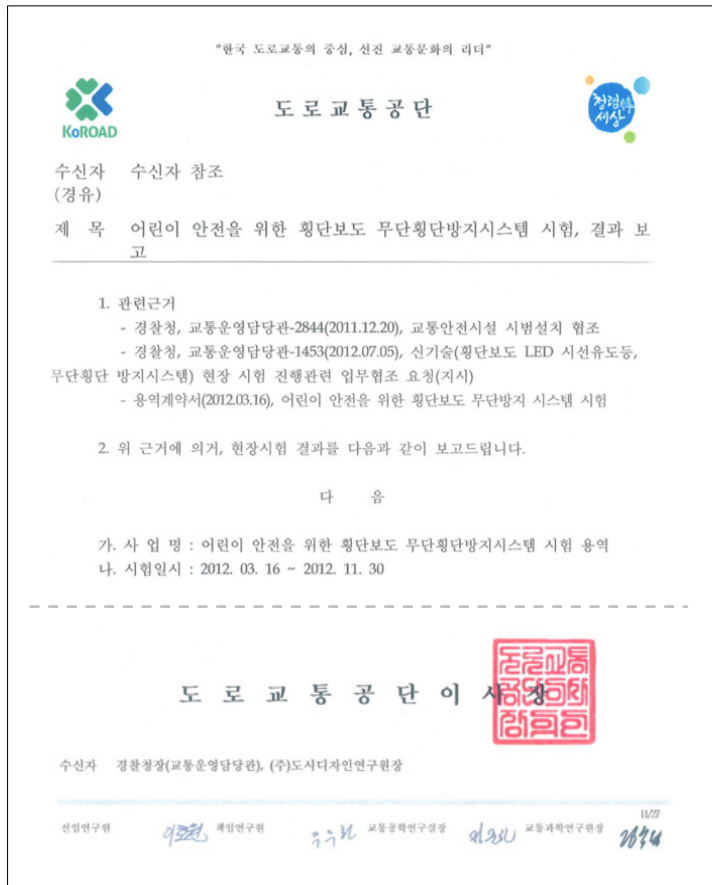 "한국 도로교통의 중심, 선진 교통문화의 리더"
KoROAD
도로교통공단
청렴
세상
수신자 수신자 참조
(경유)
제 목 어린이 안전을 위한 횡단보도 무단횡단방지시스템 시험, 결과 보
고
1. 관련근거
- 경찰청, 교통운영담당관-2844(2011.12.20), 교통안전시설 시범설치 협조
- 경찰청, 교통운영담당관-1453(2012.07.05), 신기술(횡단보도 LED 시선유도등,
무단횡단 방지시스템) 현장 시험 진행관련 업무협조 요청(지시)
- 용역계약서(2012.03.16), 어린이 안전을 위한 횡단보도 무단방지 시스템 시험
2. 위 근거에 의거, 현장시험 결과를 다음과 같이 보고드립니다.
다 음
가. 사 업 명 : 어린이 안전을 위한 횡단보도 무단횡단방지시스템 시험 용역
나. 시험일시 : 2012. 03. 16 ~ 2012. 11. 30
도 로 교 통 공 단 이 사 장
수신자 경찰청장(교통운영담당관), (주)도시디자인연구원장
11/27
선임연구원 책임연구원 교통공학연구실장 교통과학연구원장